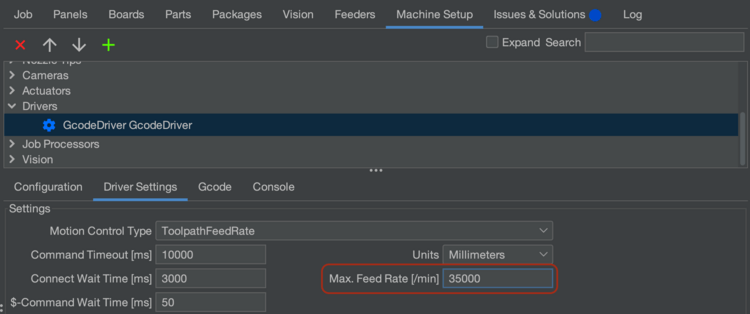 Job Panels Boards Parts Packages Vision Feeders Machine Setup Issues & Solutions Log
Expand Search
Nozzle Tips
Cameras
Actuators
Drivers
GcodeDriver GcodeDriver
Job Processors
Vision
Configuration Driver Settings Gcode Console
Settings
Motion Control Type ToolpathFeedRate
Command Timeout [ms] 10000 Units Millimeters
Connect Wait Time [ms] 3000 Max. Feed Rate [/min] 35000
$-Command Wait Time [ms] 50